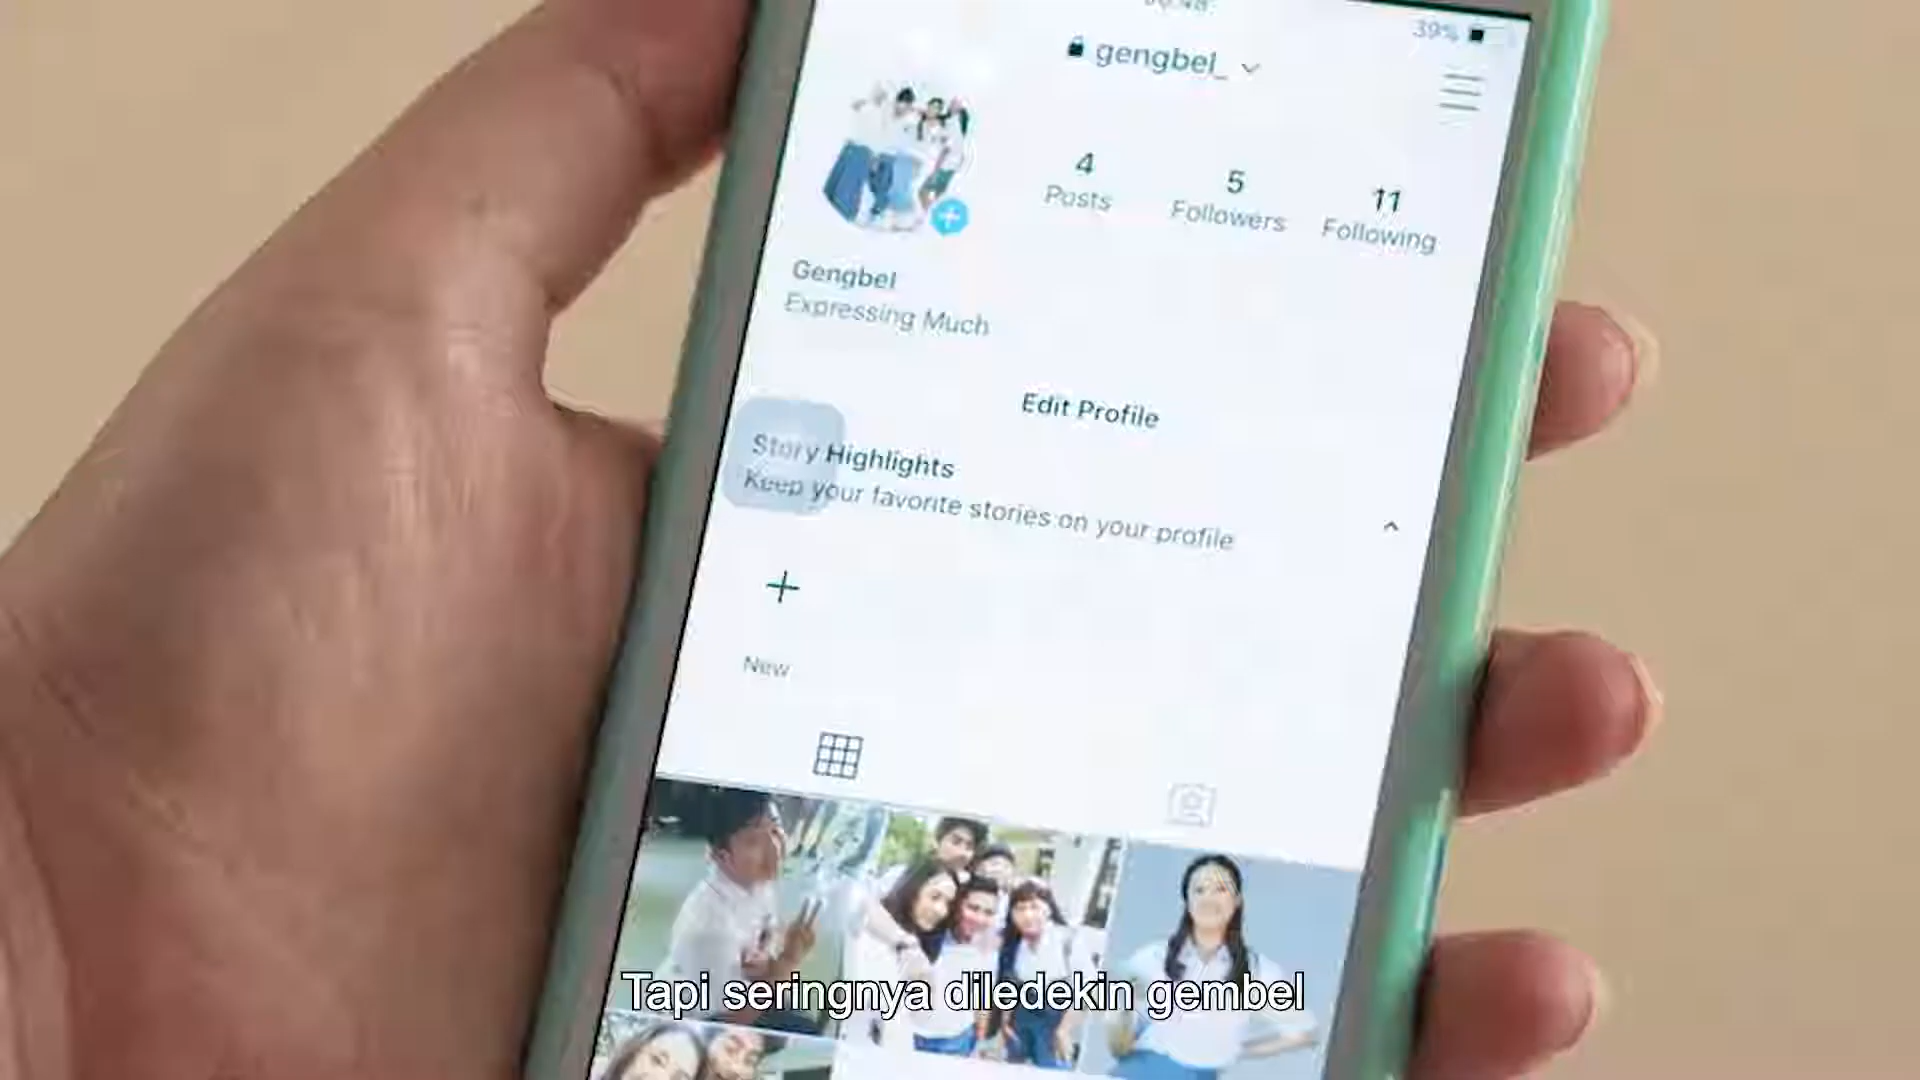 39%
gengbel_
4
Posts
5
Followers
11
Following
Gengbel
Expressing Much
Edit Profile
Story Highlights
Keep your favorite stories on your profile
New
Tapi seringnya diledekin gembel